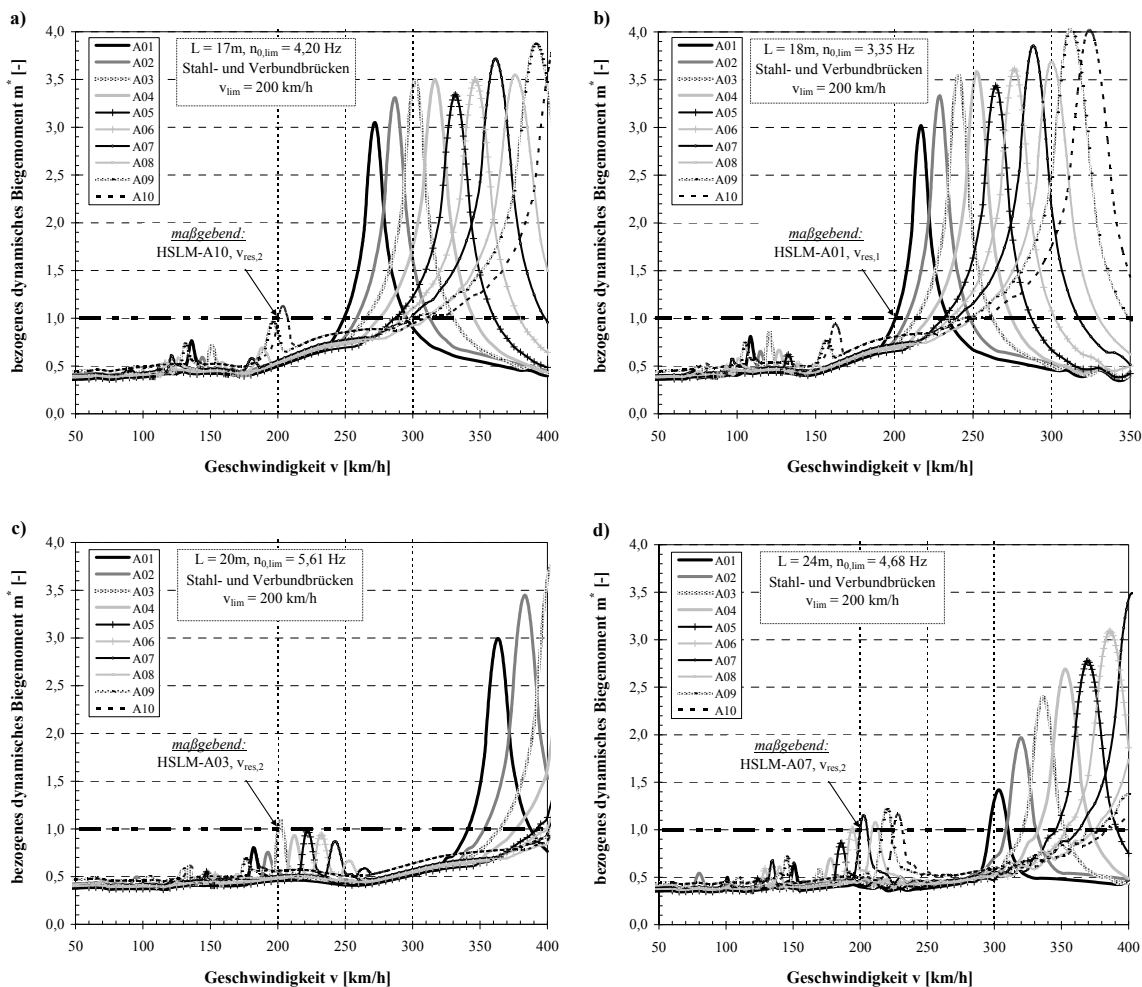 a)
bezogenes dynamisches Biegemoment m* [-]
4,0
3,5
3,0
2,5
2,0
1,5
1,0
0,5
0,0
A01
A02
A03
A04
A05
A06
A07
A08
A09
A10
L = 17m, n0,lim = 4,20 Hz
Stahl- und Verbundbrücken
vlim = 200 km/h
maßgebend:
HSLM-A10, vres,2
50 100 150 200 250 300 350 400
Geschwindigkeit v [km/h]
b)
bezogenes dynamisches Biegemoment m* [-]
4,0
3,5
3,0
2,5
2,0
1,5
1,0
0,5
0,0
A01
A02
A03
A04
A05
A06
A07
A08
A09
A10
L = 18m, n0,lim = 3,35 Hz
Stahl- und Verbundbrücken
vlim = 200 km/h
maßgebend:
HSLM-A01, vres,1
50 100 150 200 250 300 350
Geschwindigkeit v [km/h]
c)
bezogenes dynamisches Biegemoment m* [-]
4,0
3,5
3,0
2,5
2,0
1,5
1,0
0,5
0,0
A01
A02
A03
A04
A05
A06
A07
A08
A09
A10
L = 20m, n0,lim = 5,61 Hz
Stahl- und Verbundbrücken
vlim = 200 km/h
maßgebend:
HSLM-A03, vres,2
50 100 150 200 250 300 350 400
Geschwindigkeit v [km/h]
d)
bezogenes dynamisches Biegemoment m* [-]
4,0
3,5
3,0
2,5
2,0
1,5
1,0
0,5
0,0
A01
A02
A03
A04
A05
A06
A07
A08
A09
A10
L = 24m, n0,lim = 4,68 Hz
Stahl- und Verbundbrücken
vlim = 200 km/h
maßgebend:
HSLM-A07, vres,2
50 100 150 200 250 300 350 400
Geschwindigkeit v [km/h]